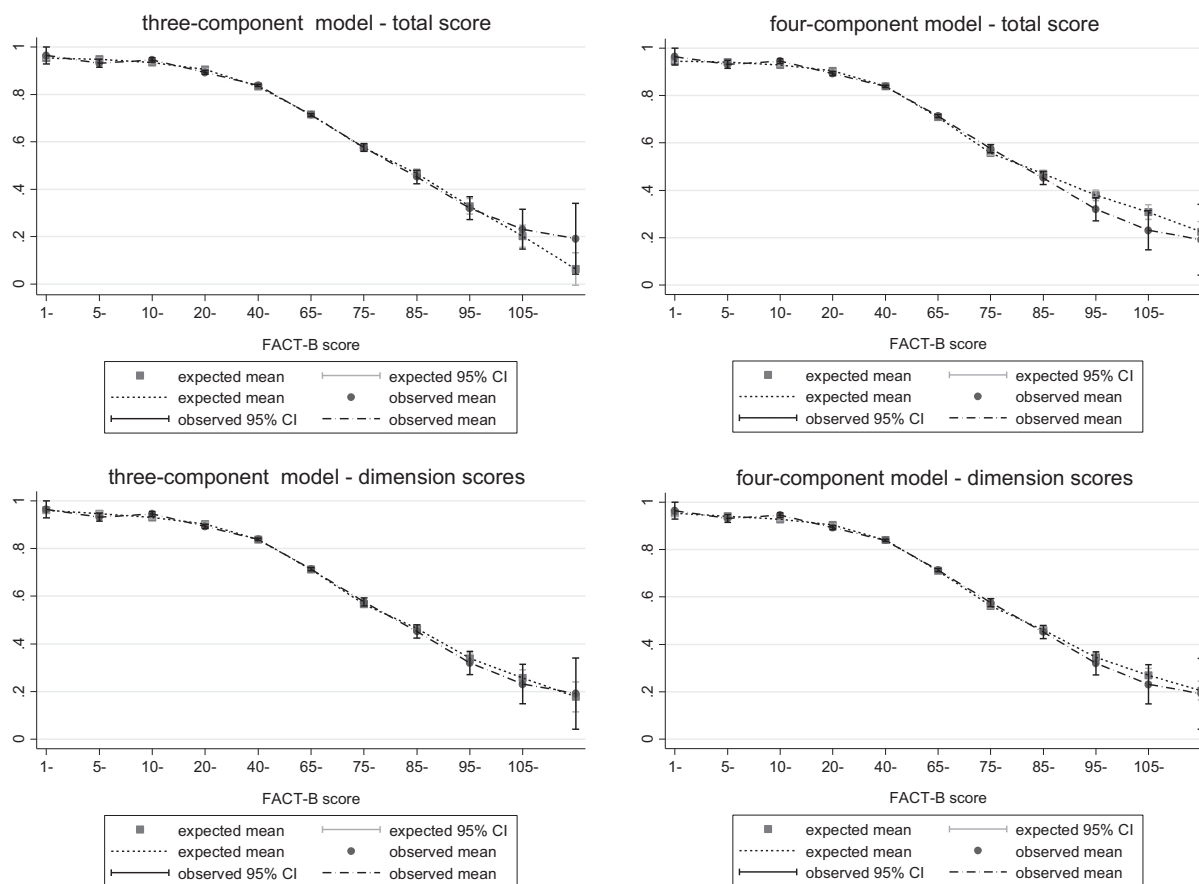 three-component model - total score
1
.8
.6
.4
.2
0
1- 5- 10- 20- 40- 65- 75- 85- 95- 105-
FACT-B score
expected mean expected 95% CI
expected mean observed mean
observed 95% CI observed mean
four-component model - total score
1
.8
.6
.4
.2
0
1- 5- 10- 20- 40- 65- 75- 85- 95- 105-
FACT-B score
expected mean expected 95% CI
expected mean observed mean
observed 95% CI observed mean
three-component model - dimension scores
1
.8
.6
.4
.2
0
1- 5- 10- 20- 40- 65- 75- 85- 95- 105-
FACT-B score
expected mean expected 95% CI
expected mean observed mean
observed 95% CI observed mean
four-component model - dimension scores
1
.8
.6
.4
.2
0
1- 5- 10- 20- 40- 65- 75- 85- 95- 105-
FACT-B score
expected mean expected 95% CI
expected mean observed mean
observed 95% CI observed mean